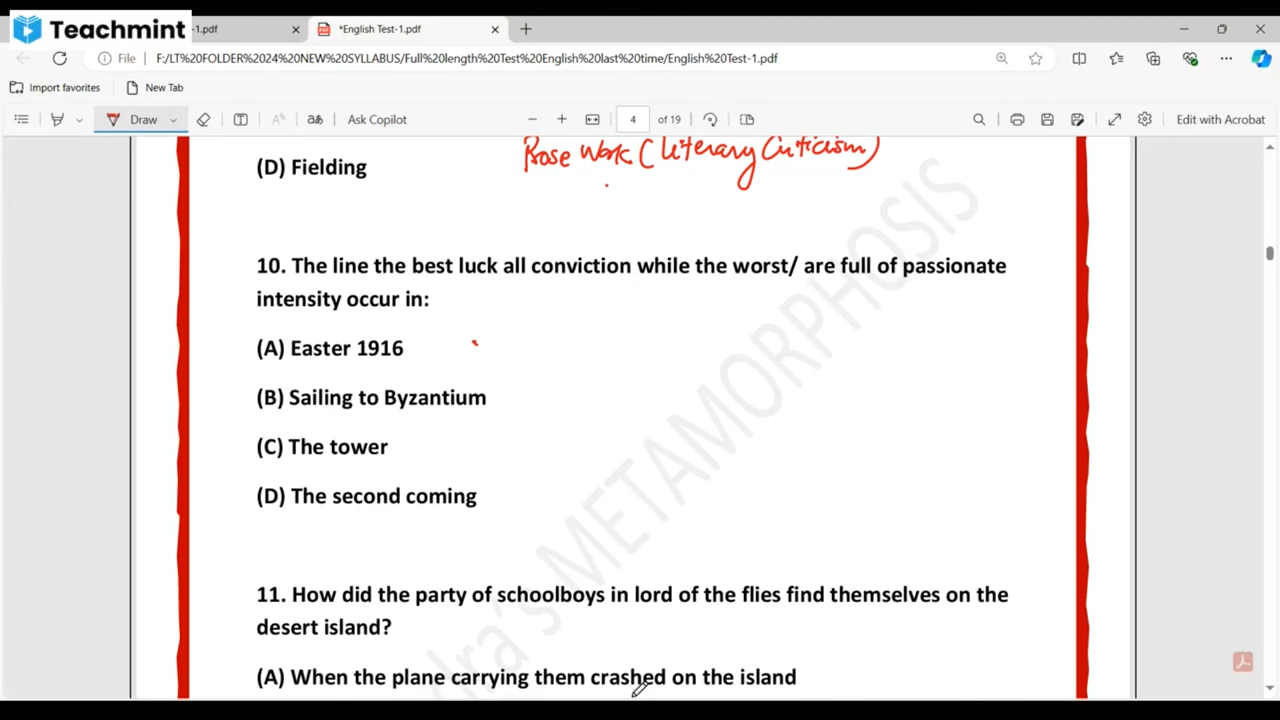 Teachmint
-1.pdf
*English Test-1.pdf
File
F:/LT%20FOLDER%202024%20NEW%20SYLLABUS/Full%20length%20Test%20English%20last%20time/English%20Test-1.pdf
Import favorites
New Tab
Draw
aあ
Ask Copilot
4 of 19
Edit with Acrobat
Prose Work (Literary Criticism)
(D) Fielding
10. The line the best luck all conviction while the worst/ are full of passionate
intensity occur in:
(A) Easter 1916
(B) Sailing to Byzantium
(C) The tower
(D) The second coming
11. How did the party of schoolboys in lord of the flies find themselves on the
desert island?
(A) When the plane carrying them crashed on the island
dra's METAMORPHOSIS